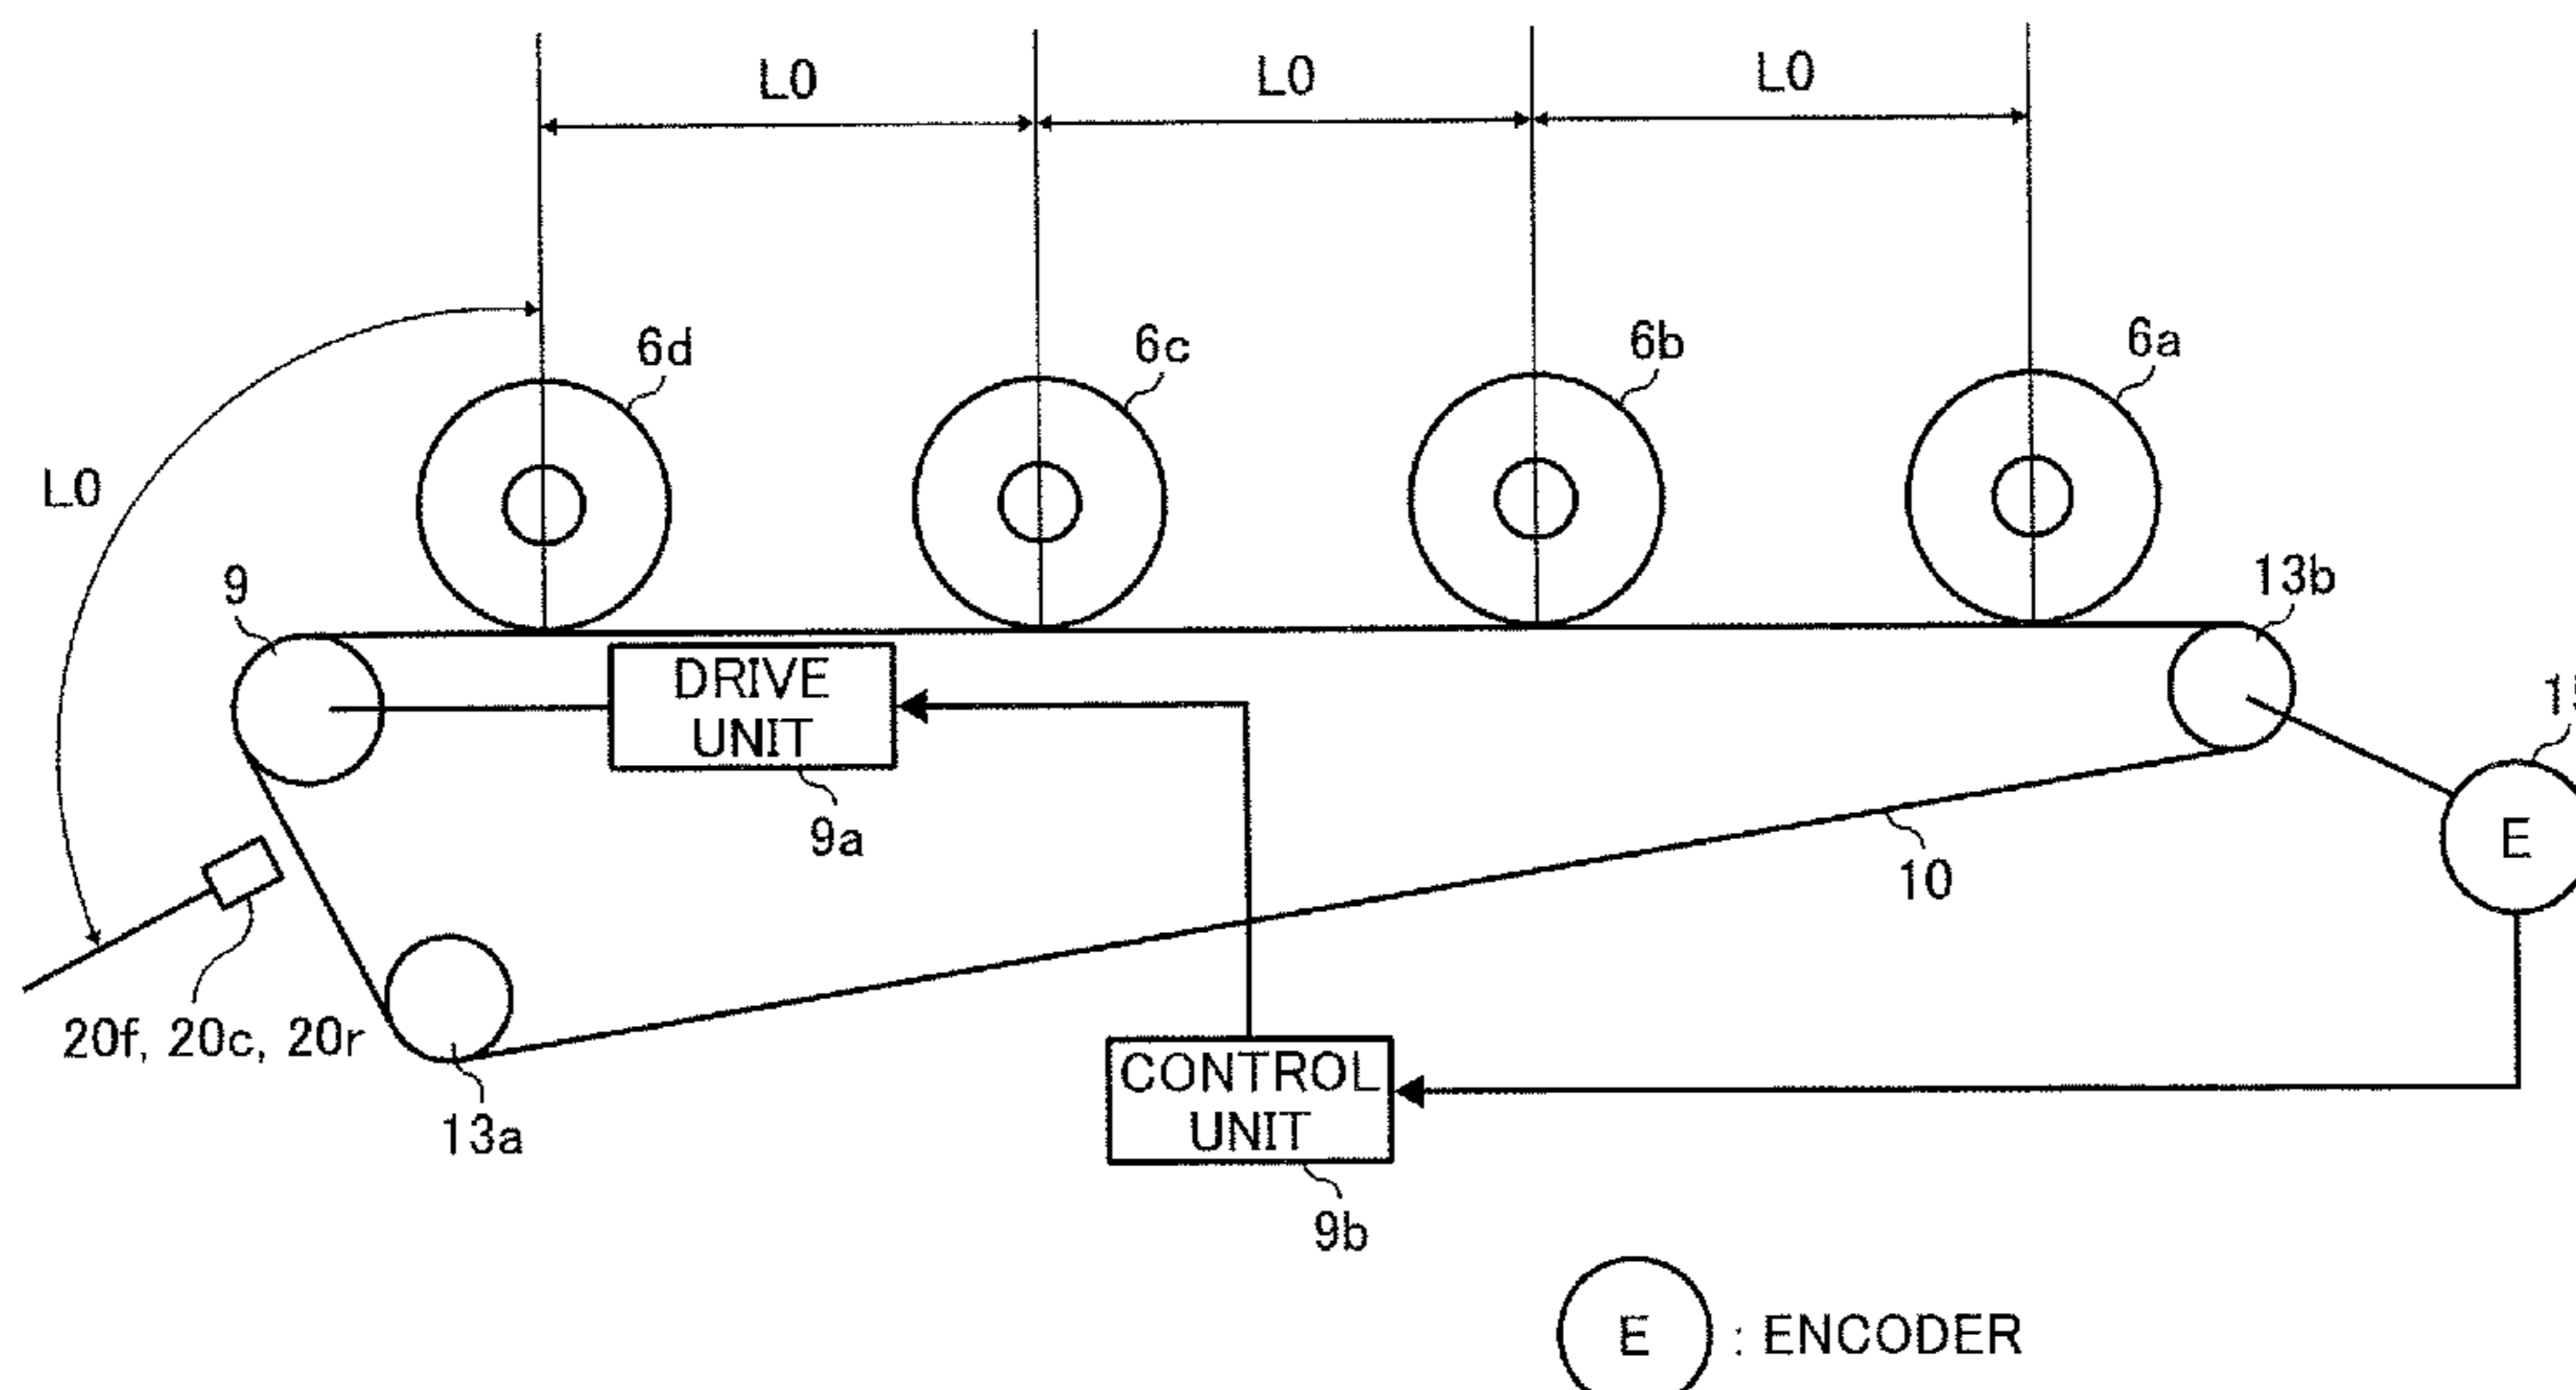 L0
L0
L0
6d
6c
6b
6a
L0
9
13b
DRIVE
UNIT
9a
E
10
20f, 20c, 20r
13a
CONTROL
UNIT
9b
E : ENCODER